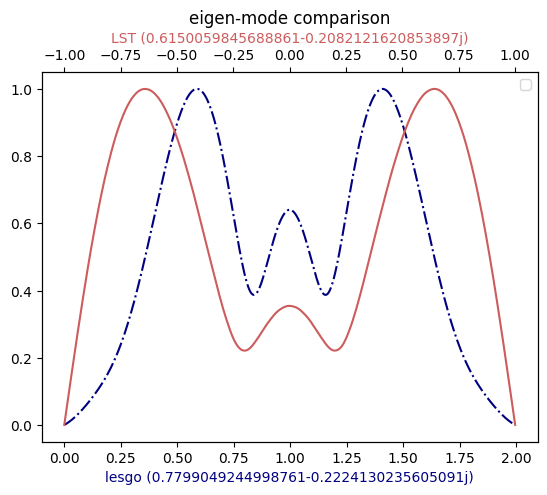 eigen-mode comparison
LST (0.6150059845688861-0.2082121620853897j)
−1.00 −0.75 −0.50 −0.25 0.00 0.25 0.50 0.75 1.00
1.0
0.8
0.6
0.4
0.2
0.0
0.00 0.25 0.50 0.75 1.00 1.25 1.50 1.75 2.00
lesgo (0.7799049244998761-0.2224130235605091j)